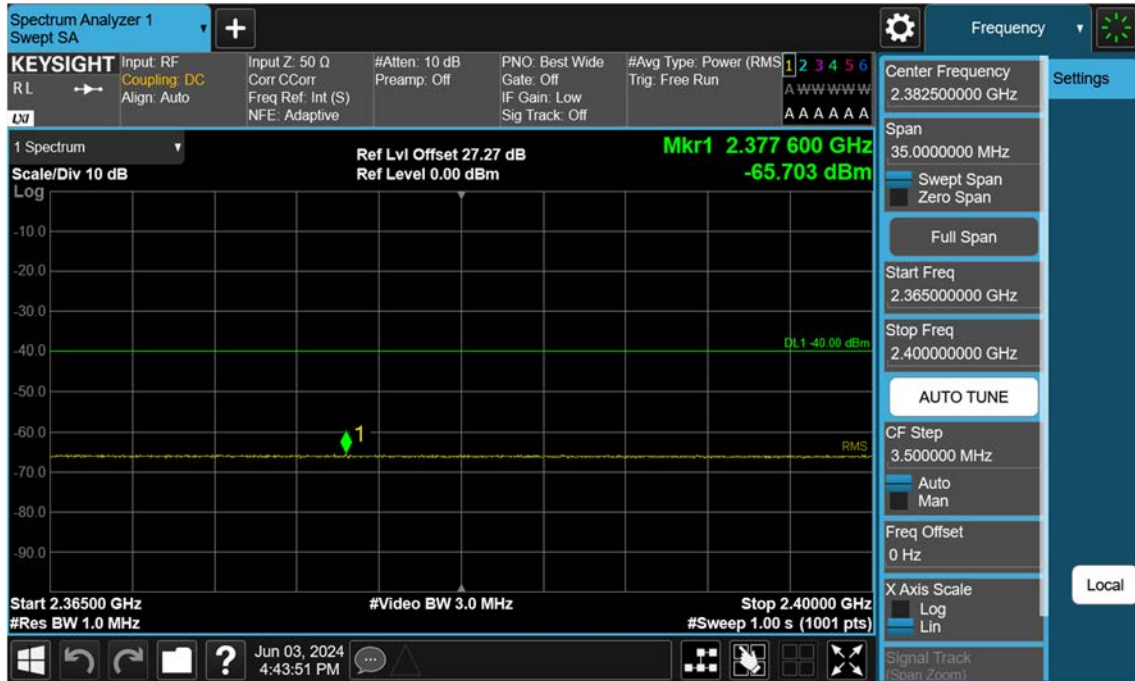 Spectrum Analyzer 1
Swept SA
+
Frequency
KEYSIGHT
RL
LXI
Input: RF
Coupling: DC
Align: Auto
Input Z: 50 Ω
Corr CCorr
Freq Ref: Int (S)
NFE: Adaptive
#Atten: 10 dB
Preamp: Off
PNO: Best Wide
Gate: Off
IF Gain: Low
Sig Track: Off
#Avg Type: Power (RMS
Trig: Free Run
1 2 3 4 5 6
A W W W W W
A A A A A A
1 Spectrum
Scale/Div 10 dB
Ref Lvl Offset 27.27 dB
Ref Level 0.00 dBm
Mkr1 2.377 600 GHz
-65.703 dBm
Log
-10.0
-20.0
-30.0
-40.0
DL1 -40.00 dBm
-50.0
-60.0
1
RMS
-70.0
-80.0
-90.0
Start 2.36500 GHz
#Video BW 3.0 MHz
Stop 2.40000 GHz
#Res BW 1.0 MHz
#Sweep 1.00 s (1001 pts)
?
Jun 03, 2024
4:43:51 PM
Center Frequency
2.382500000 GHz
Span
35.0000000 MHz
Swept Span
Zero Span
Full Span
Start Freq
2.365000000 GHz
Stop Freq
2.400000000 GHz
AUTO TUNE
CF Step
3.500000 MHz
Auto
Man
Freq Offset
0 Hz
X Axis Scale
Log
Lin
Signal Track
(Span Zoom)
Settings
Local